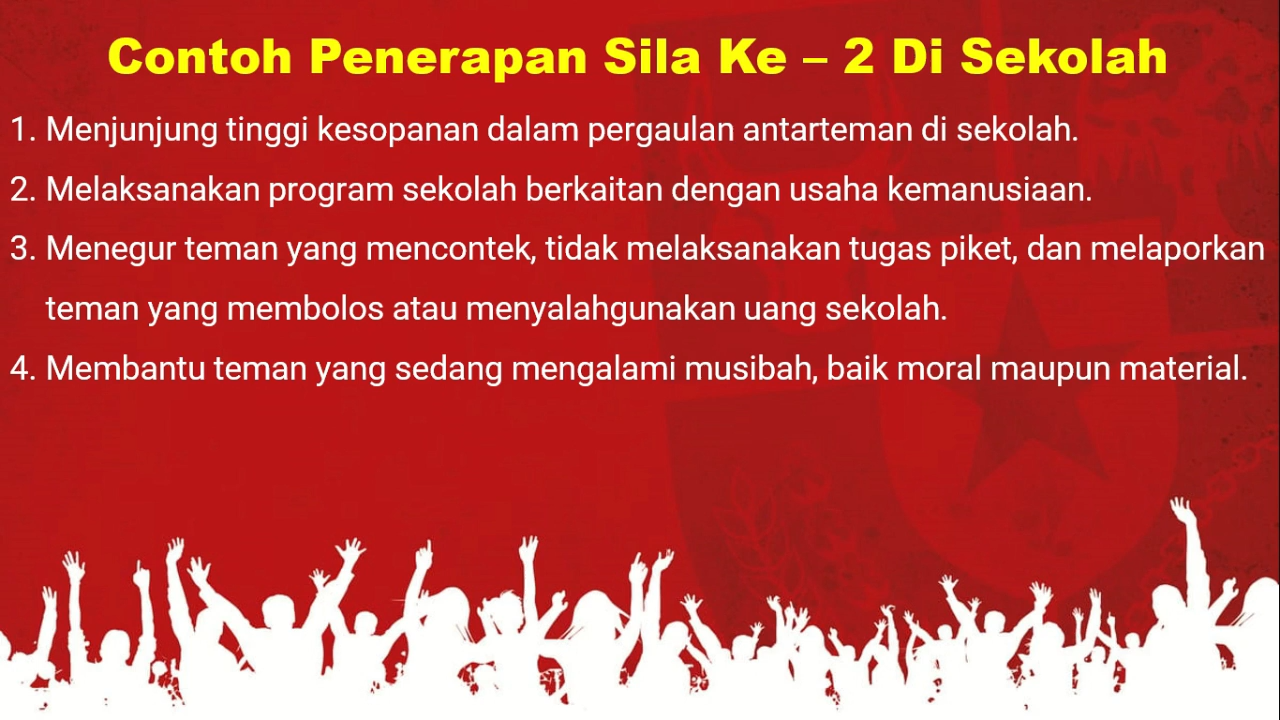 Contoh Penerapan Sila Ke – 2 Di Sekolah
1. Menjunjung tinggi kesopanan dalam pergaulan antarteman di sekolah.
2. Melaksanakan program sekolah berkaitan dengan usaha kemanusiaan.
3. Menegur teman yang mencontek, tidak melaksanakan tugas piket, dan melaporkan
teman yang membolos atau menyalahgunakan uang sekolah.
4. Membantu teman yang sedang mengalami musibah, baik moral maupun material.